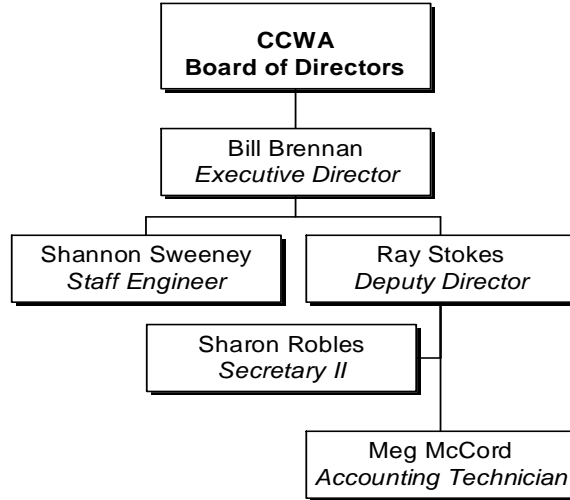 CCWA
Board of Directors
Bill Brennan
Executive Director
Shannon Sweeney
Staff Engineer
Ray Stokes
Deputy Director
Sharon Robles
Secretary II
Meg McCord
Accounting Technician